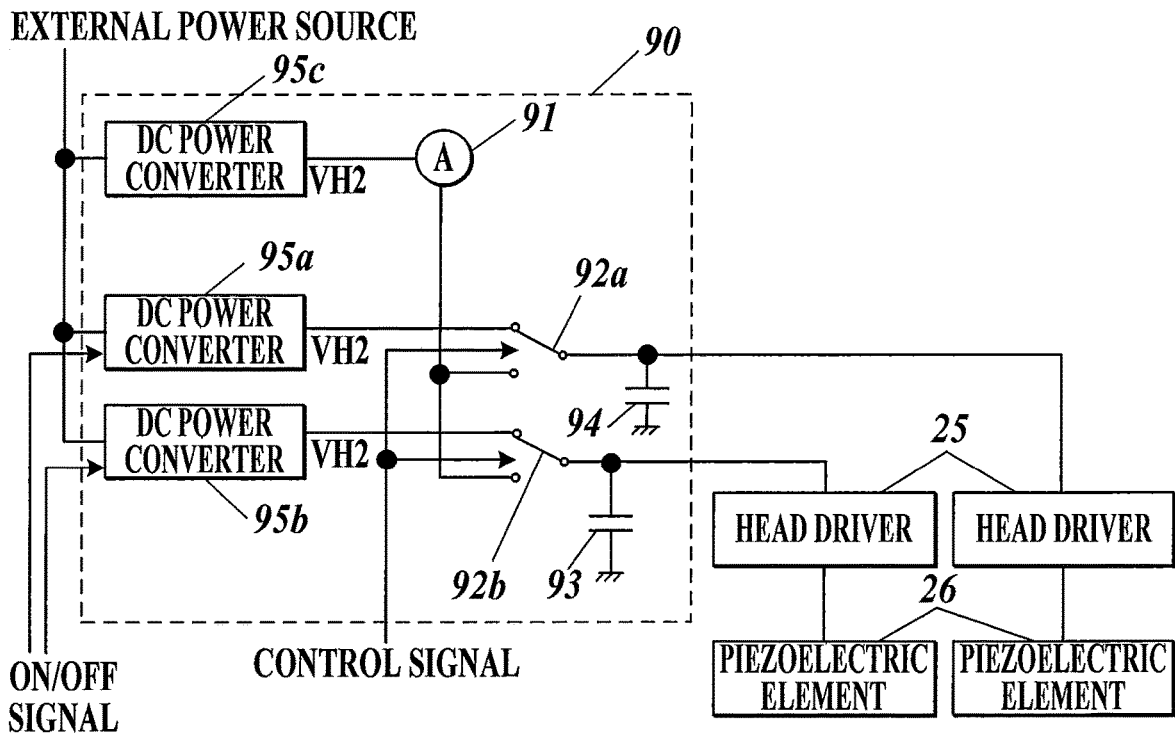 EXTERNAL POWER SOURCE
90
95c
91
DC POWER
CONVERTER
VH2
A
95a
92a
DC POWER
CONVERTER
VH2
94
DC POWER
CONVERTER
VH2
25
95b
92b
93
HEAD DRIVER
HEAD DRIVER
26
ON/OFF
SIGNAL
CONTROL SIGNAL
PIEZOELECTRIC
ELEMENT
PIEZOELECTRIC
ELEMENT